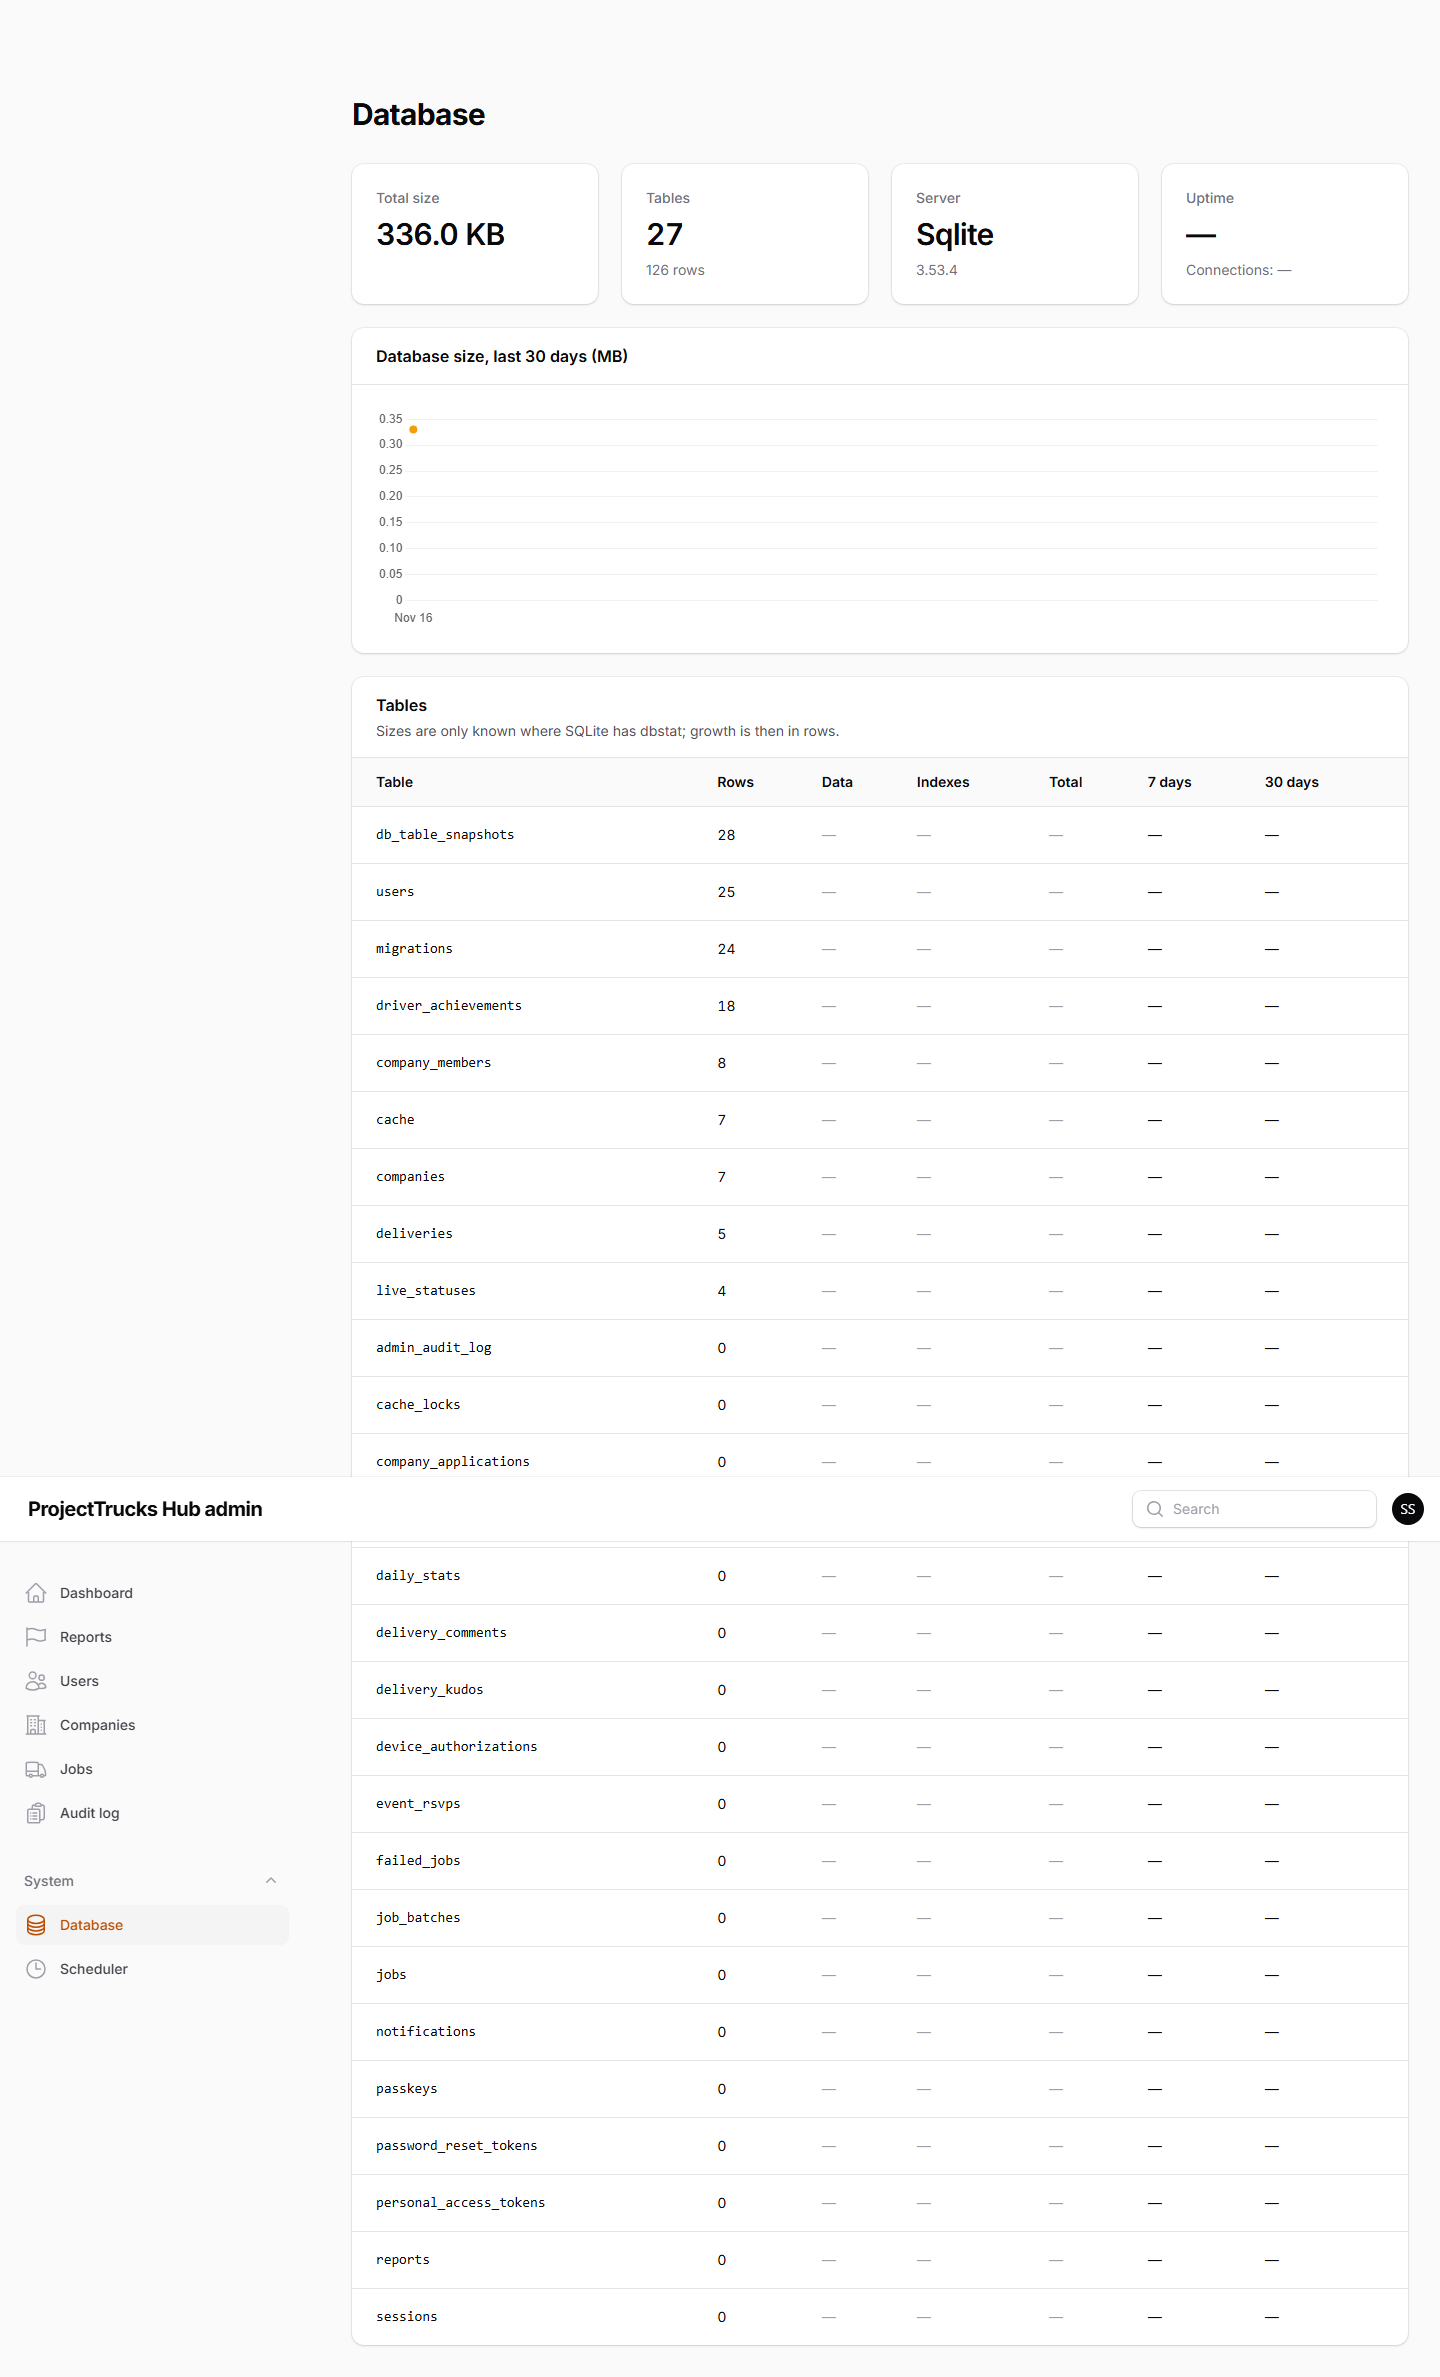 Database
Total size
336.0 KB
Tables
27
126 rows
Server
Sqlite
3.53.4
Uptime
—
Connections: —
Database size, last 30 days (MB)
0.35
0.30
0.25
0.20
0.15
0.10
0.05
0
Nov 16
Tables
Sizes are only known where SQLite has dbstat; growth is then in rows.
Table Rows Data Indexes Total 7 days 30 days
db_table_snapshots 28 — — — — —
users 25 — — — — —
migrations 24 — — — — —
driver_achievements 18 — — — — —
company_members 8 — — — — —
cache 7 — — — — —
companies 7 — — — — —
deliveries 5 — — — — —
live_statuses 4 — — — — —
admin_audit_log 0 — — — — —
cache_locks 0 — — — — —
company_applications 0 — — — — —
ProjectTrucks Hub admin
Search
SS
daily_stats 0 — — — — —
delivery_comments 0 — — — — —
delivery_kudos 0 — — — — —
device_authorizations 0 — — — — —
event_rsvps 0 — — — — —
failed_jobs 0 — — — — —
job_batches 0 — — — — —
jobs 0 — — — — —
notifications 0 — — — — —
passkeys 0 — — — — —
password_reset_tokens 0 — — — — —
personal_access_tokens 0 — — — — —
reports 0 — — — — —
sessions 0 — — — — —
Dashboard
Reports
Users
Companies
Jobs
Audit log
System
Database
Scheduler